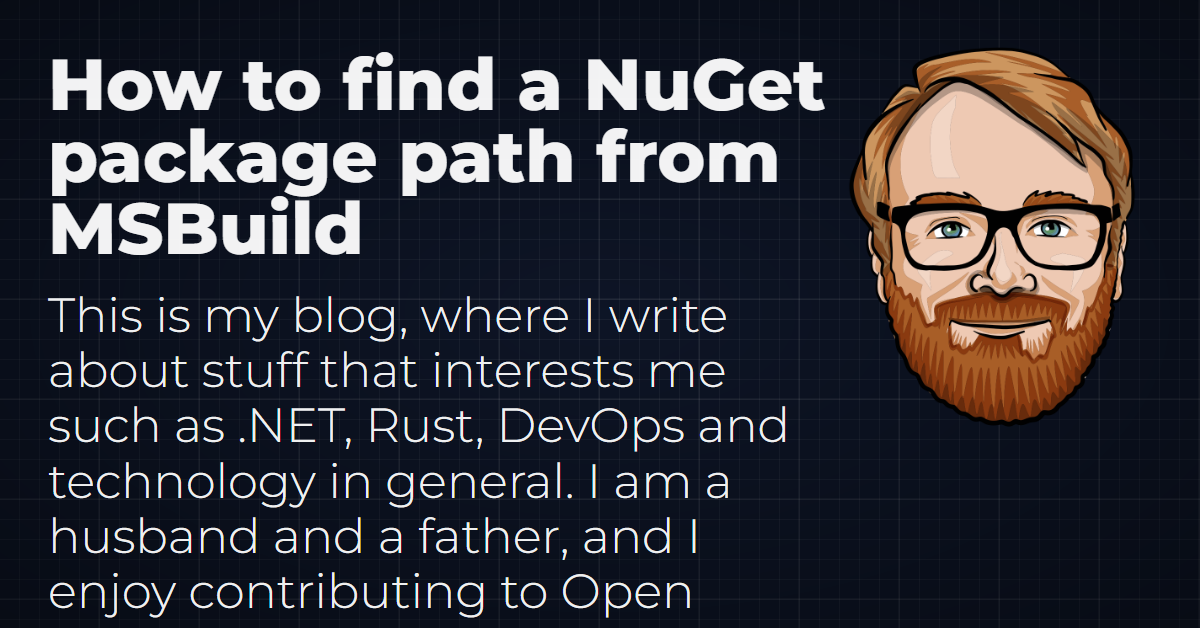 How to find a NuGet
package path from
MSBuild
This is my blog, where I write
about stuff that interests me
such as .NET, Rust, DevOps and
technology in general. I am a
husband and a father, and I
enjoy contributing to Open